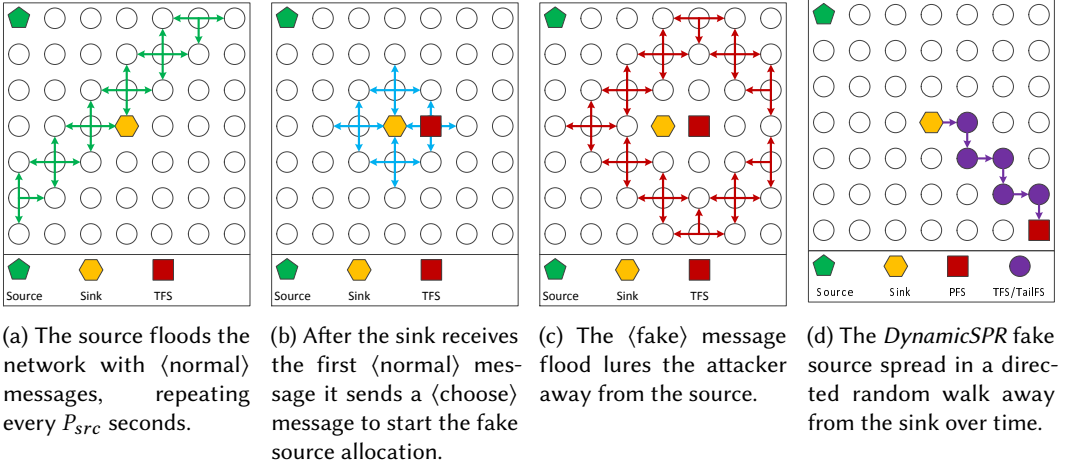 Source Sink TFS
Source Sink TFS
Source Sink TFS
Source Sink PFS TFS/TailFS
(a) The source floods the
network with ⟨normal⟩
messages, repeating
every P_src seconds.
(b) After the sink receives
the first ⟨normal⟩ mes-
sage it sends a ⟨choose⟩
message to start the fake
source allocation.
(c) The ⟨fake⟩ message
flood lures the attacker
away from the source.
(d) The DynamicSPR fake
source spread in a direc-
ted random walk away
from the sink over time.